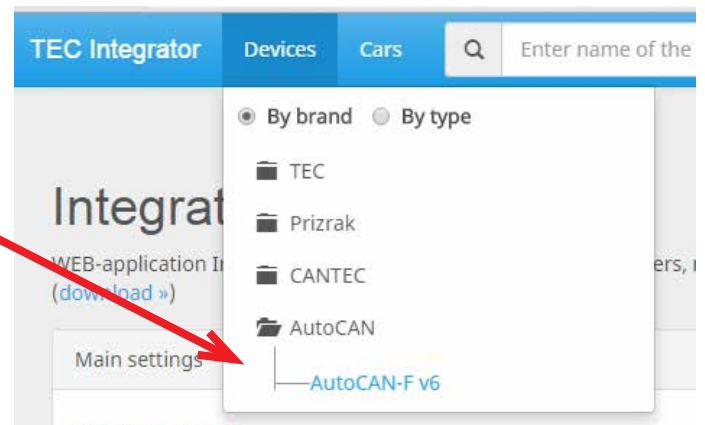 TEC Integrator Devices Cars Enter name of the
By brand By type
TEC
Integrat
Prizrak
WEB-application I
ers,
CANTEC
(download »)
AutoCAN
Main settings
AutoCAN-F v6